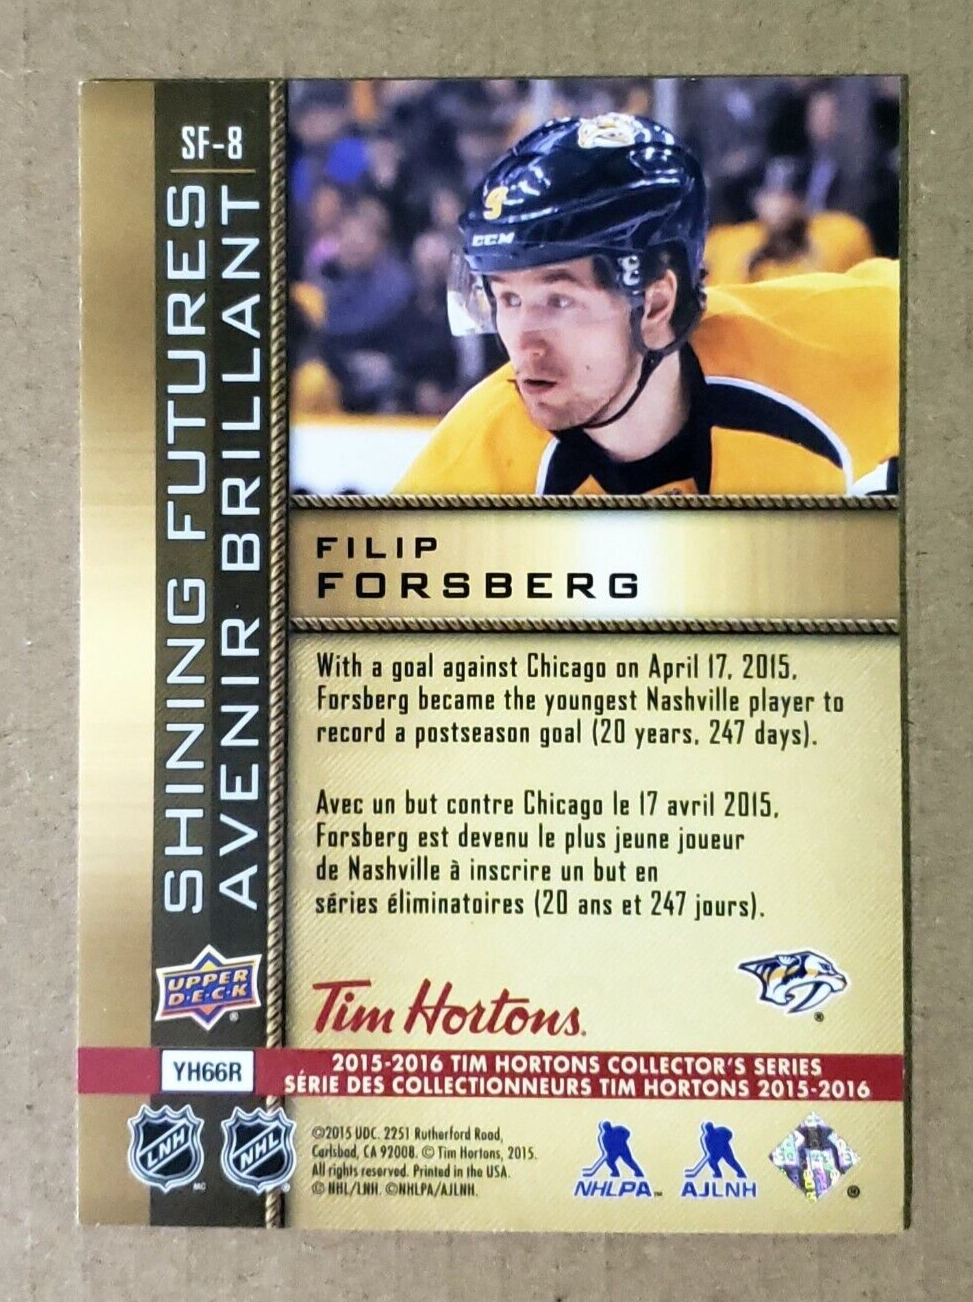 SF-8
SHINING FUTURES
AVENIR BRILLANT
9
CCM
FILIP
FORSBERG
With a goal against Chicago on April 17, 2015,
Forsberg became the youngest Nashville player to
record a postseason goal (20 years, 247 days).
Avec un but contre Chicago le 17 avril 2015,
Forsberg est devenu le plus jeune joueur
de Nashville à inscrire un but en
séries éliminatoires (20 ans et 247 jours).
UPPER
D·E·C·K
®
Tim Hortons.
®
YH66R
2015-2016 TIM HORTONS COLLECTOR'S SERIES
SÉRIE DES COLLECTIONNEURS TIM HORTONS 2015-2016
LNH
MC
NHL
®
©2015 UDC. 2251 Rutherford Road,
Carlsbad, CA 92008. © Tim Hortons, 2015.
All rights reserved. Printed in the USA.
© NHL/LNH. ©NHLPA/AJLNH.
NHLPA™
AJLNH